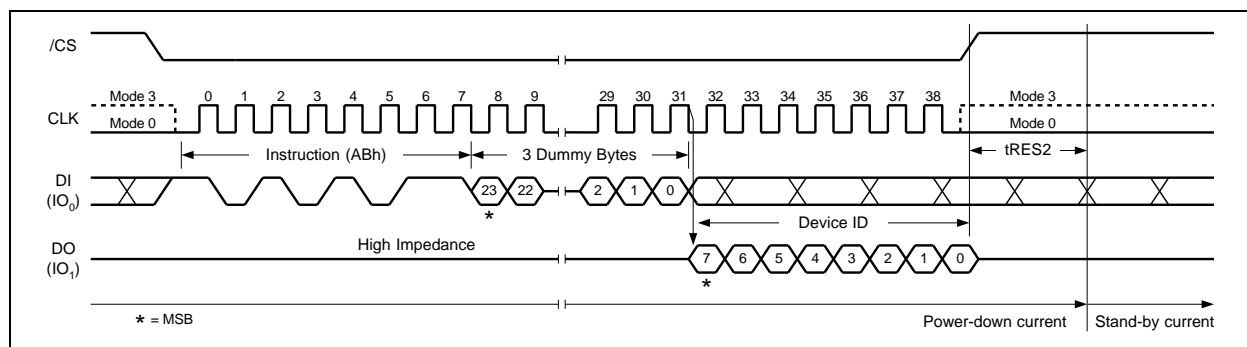 /CS
0 1 2 3 4 5 6 7 8 9 29 30 31 32 33 34 35 36 37 38
Mode 3 Mode 3
CLK
Mode 0 Mode 0
Instruction (ABh) 3 Dummy Bytes tRES2
DI
(IO0)
23 22 2 1 0
*
Device ID
High Impedance
DO
(IO1)
7 6 5 4 3 2 1 0
*
* = MSB
Power-down current Stand-by current